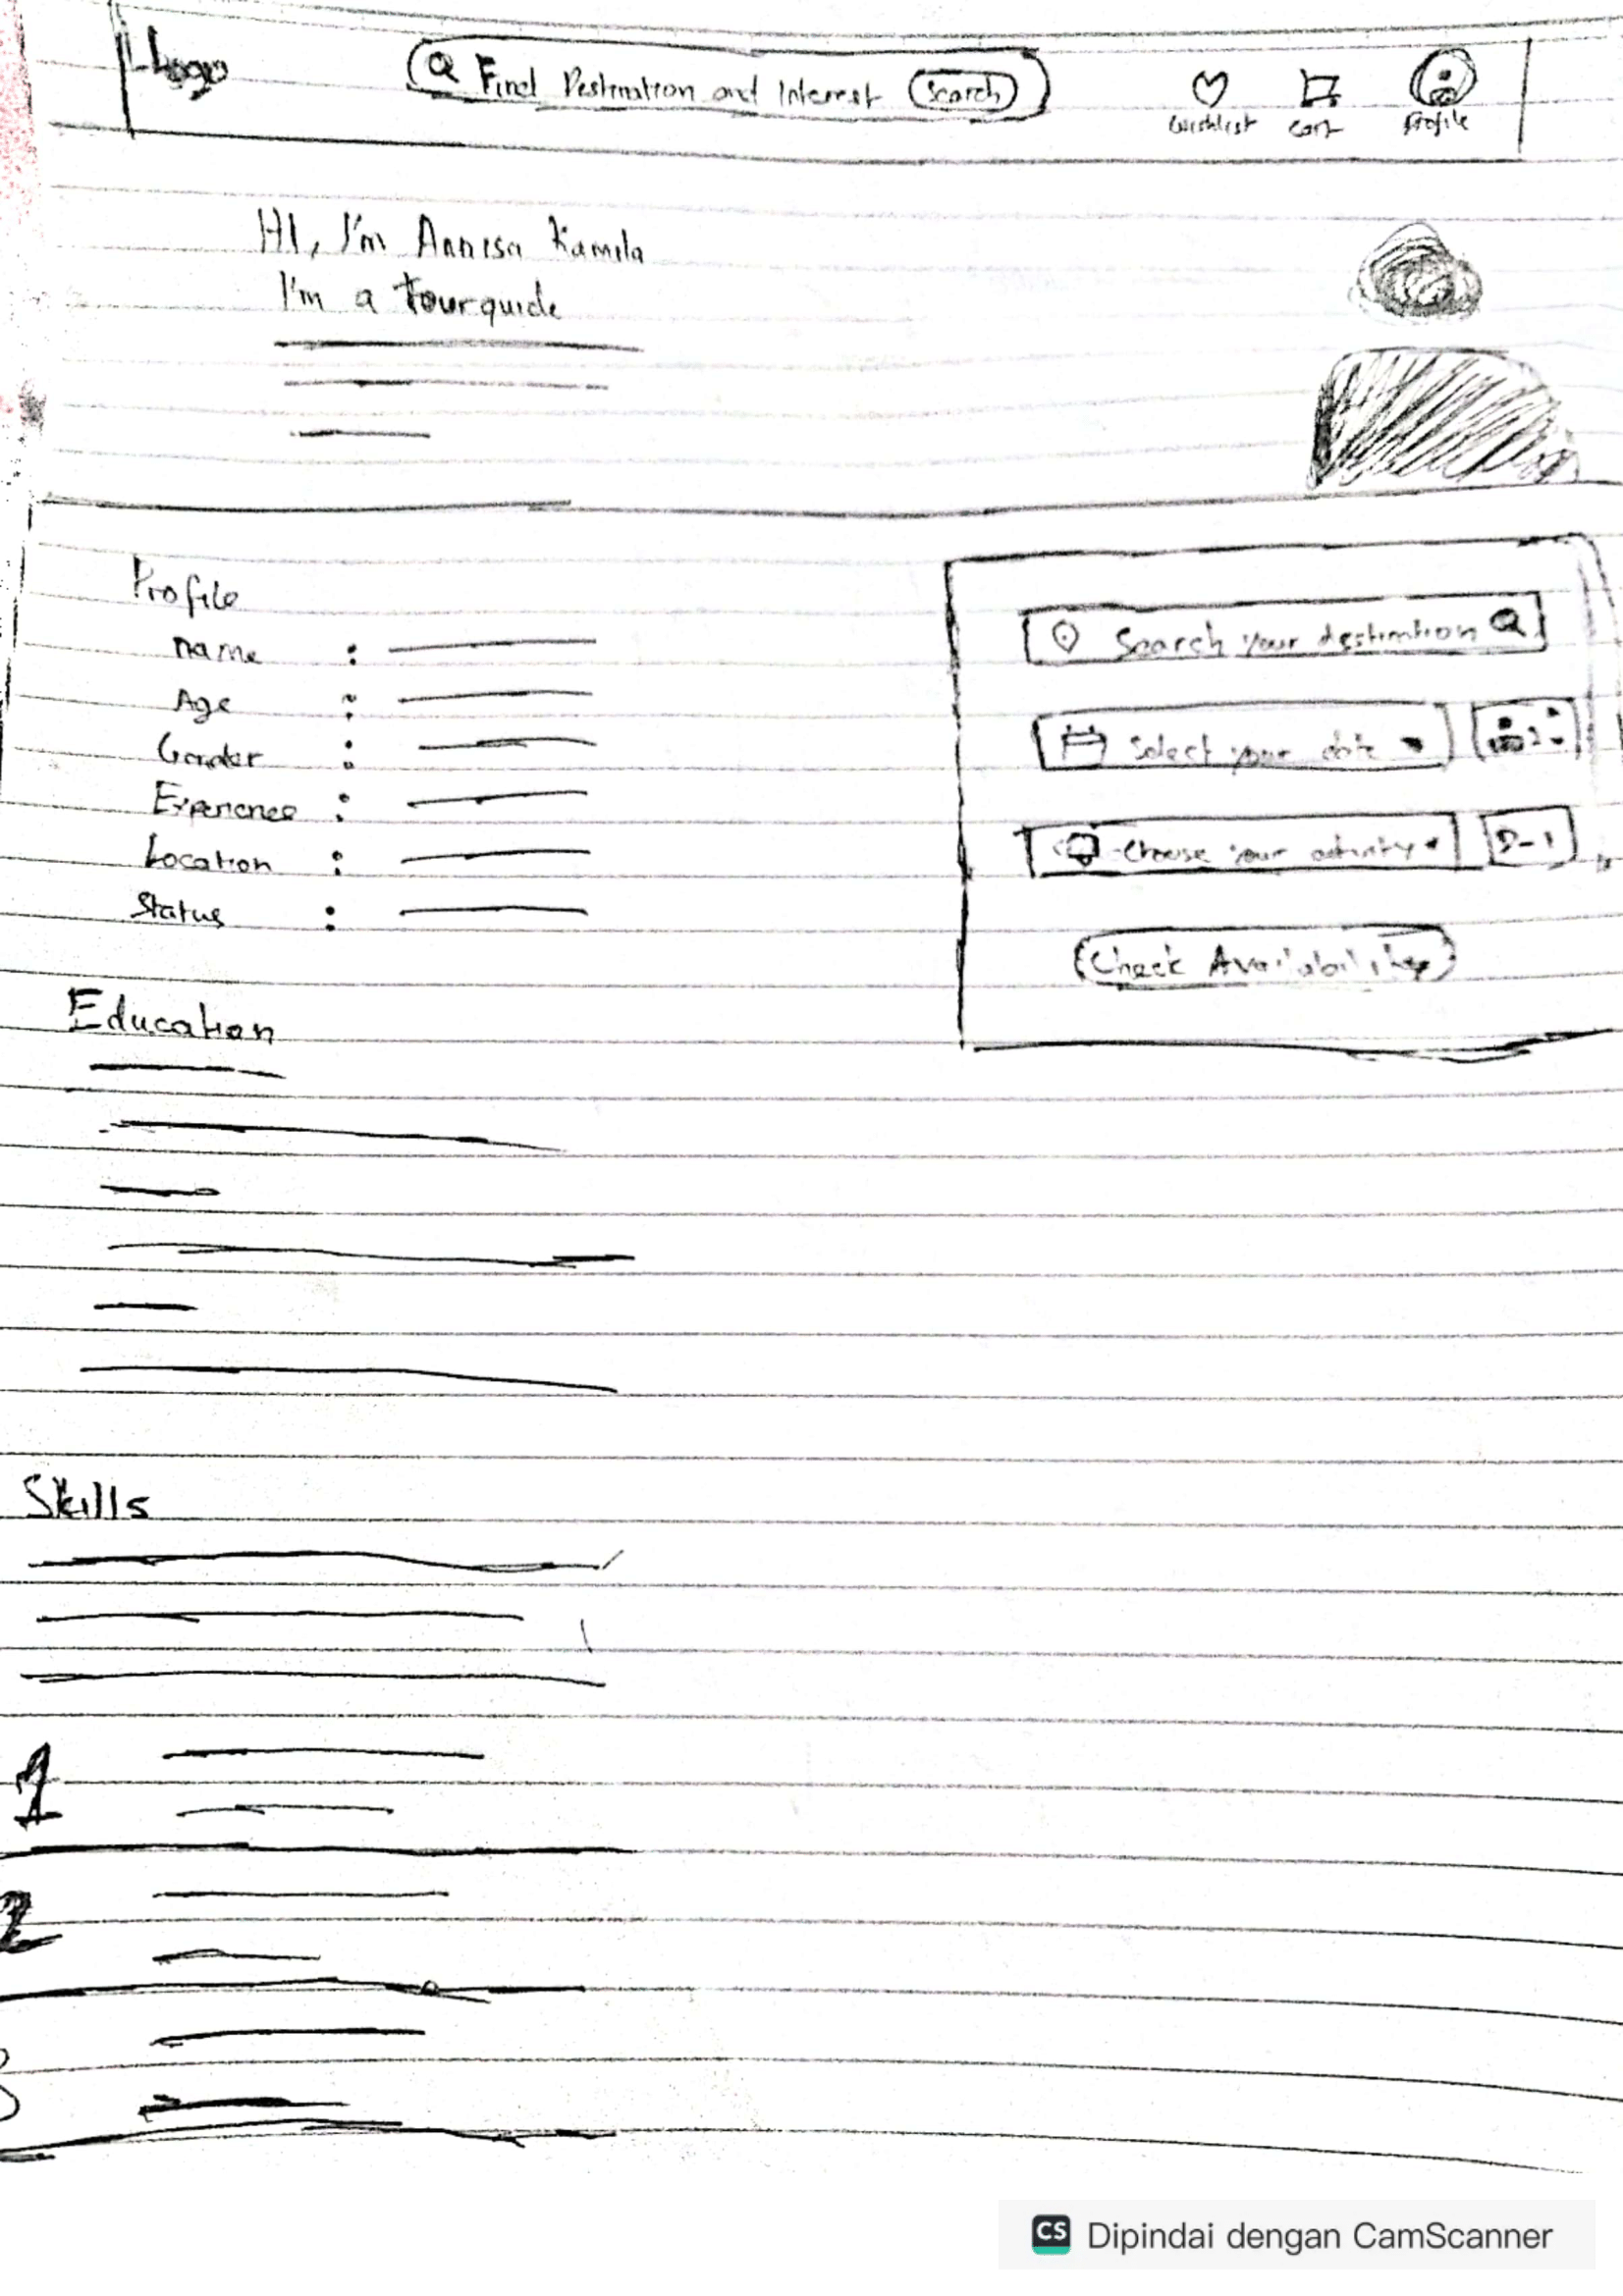 Logo
Find Destination and Interest Search
Wishlist Cart Profile
HI, I'm Annisa Kamila
I'm a tourguide
Profile
Name :
Age :
Gender :
Experience :
Location :
Status :
Search your destination
Select your date
2
Choose your activity
Check Availability
Education
Skills
1
2
3
CS Dipindai dengan CamScanner